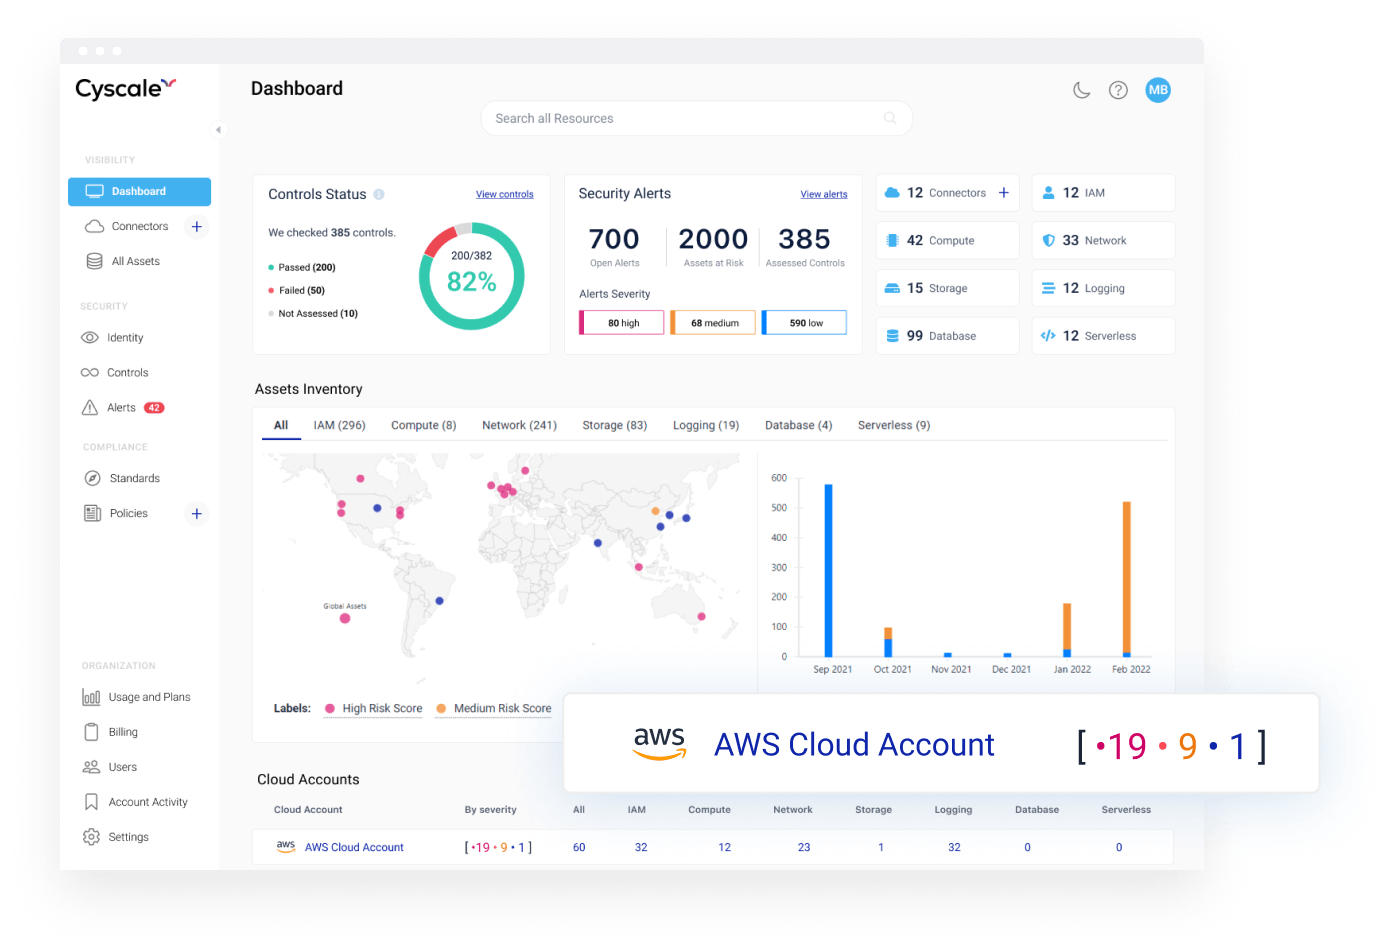 Cyscale
Dashboard
?
MB
Search all Resources
VISIBILITY
Dashboard
Connectors +
All Assets
SECURITY
Identity
Controls
Alerts 42
COMPLIANCE
Standards
Policies +
ORGANIZATION
Usage and Plans
Billing
Users
Account Activity
Settings
Controls Status View controls
We checked 385 controls.
Passed (200)
Failed (50)
Not Assessed (10)
200/382
82%
Security Alerts View alerts
700 2000 385
Open Alerts Assets at Risk Assessed Controls
Alerts Severity
80 high 68 medium 590 low
12 Connectors + 12 IAM
42 Compute 33 Network
15 Storage 12 Logging
99 Database 12 Serverless
Assets Inventory
All IAM (296) Compute (8) Network (241) Storage (83) Logging (19) Database (4) Serverless (9)
Global Assets
600
500
400
300
200
100
0
Sep 2021 Oct 2021 Nov 2021 Dec 2021 Jan 2022 Feb 2022
Labels: High Risk Score Medium Risk Score
aws AWS Cloud Account [ •19 • 9 • 1 ]
Cloud Accounts
Cloud Account By severity All IAM Compute Network Storage Logging Database Serverless
aws AWS Cloud Account [ •19 • 9 • 1 ] 60 32 12 23 1 32 0 0